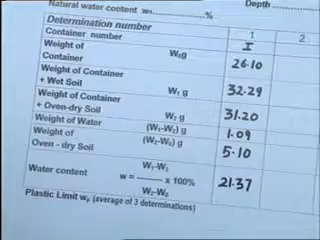 Natural water content w₀..........% Depth ..........
Determination number 1 2
Container number I
Weight of Container W₀g 26.10
Weight of Container + Wet Soil W₁ g 32.29
Weight of Container + Oven-dry Soil W₂ g 31.20
Weight of Water (W₁-W₂) g 1.09
Weight of Oven - dry Soil (W₂-W₀) g 5.10
Water content w = W₁-W₂ / W₂-W₀ x 100% 21.37
Plastic Limit wₚ (average of 3 determinations)